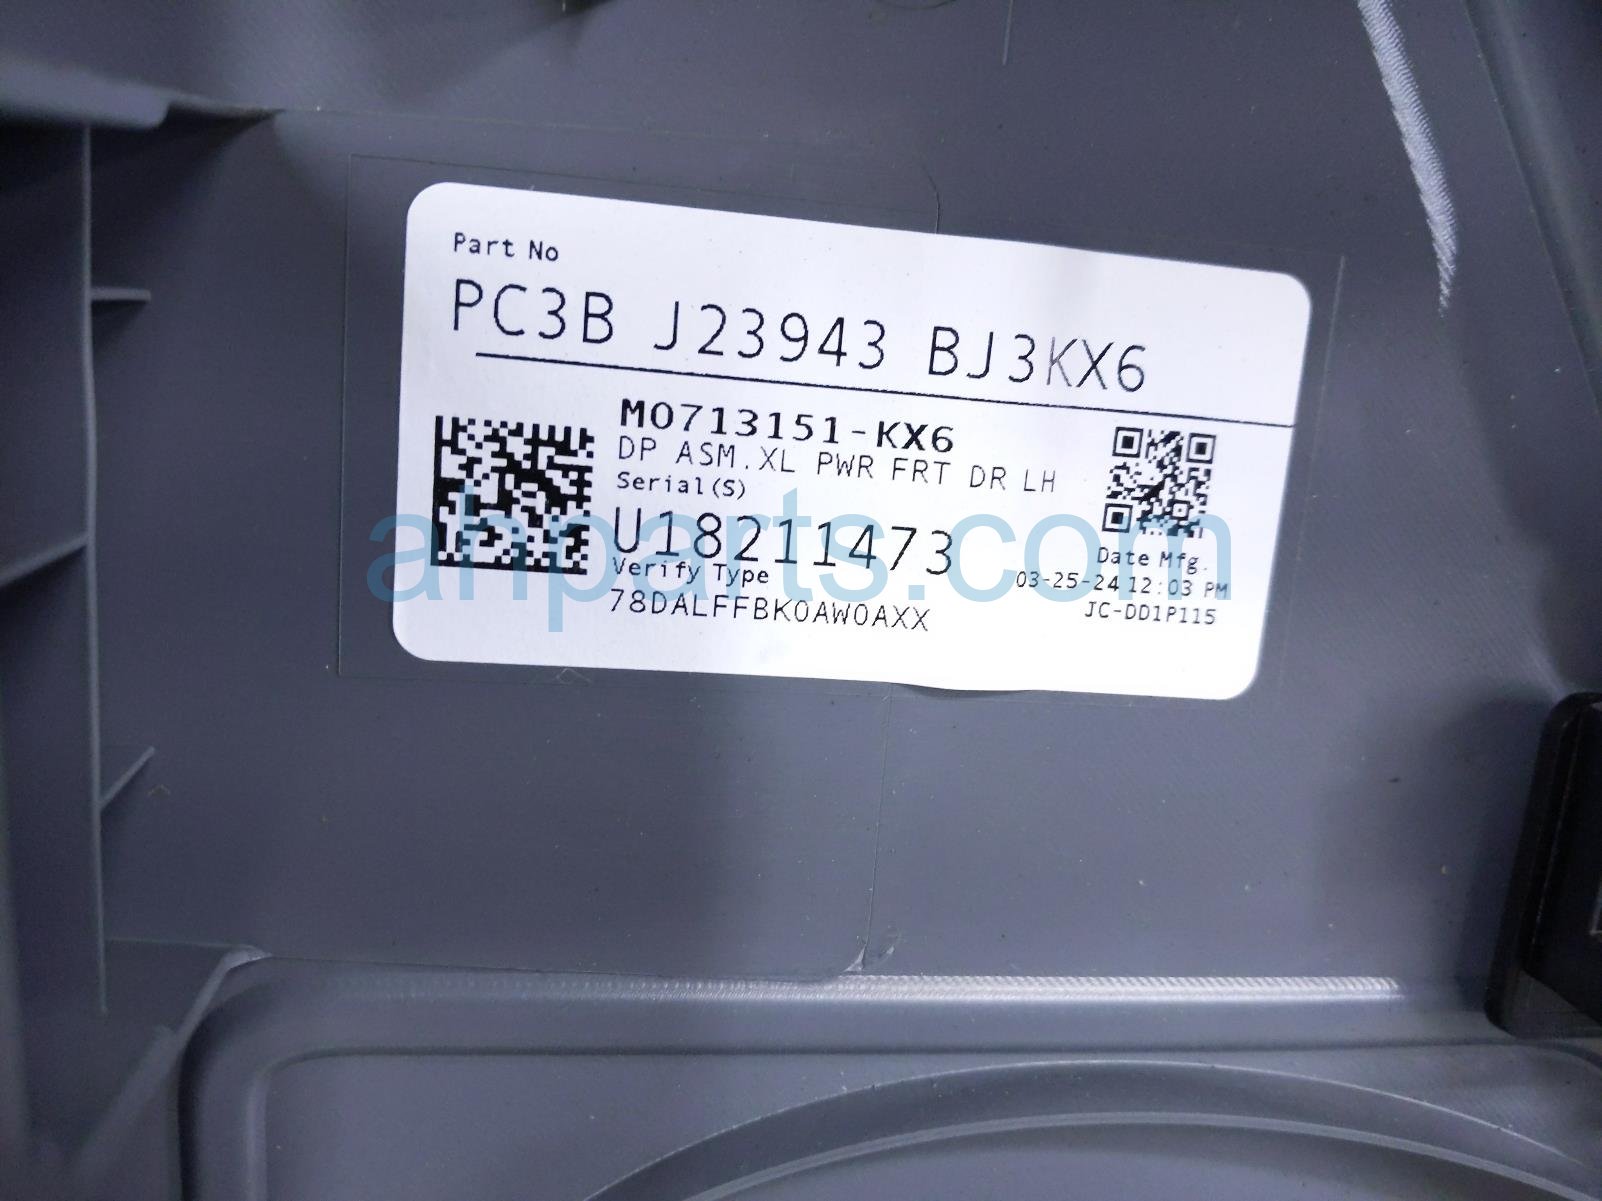 Part No
PC3B J23943 BJ3KX6
M0713151-KX6
DP ASM.XL PWR FRT DR LH
Serial(S)
U18211473
Verify Type
78DALFFBK0AW0AXX
Date Mfg.
03-25-24 12:03 PM
JC-DD1P115
ahparts.com